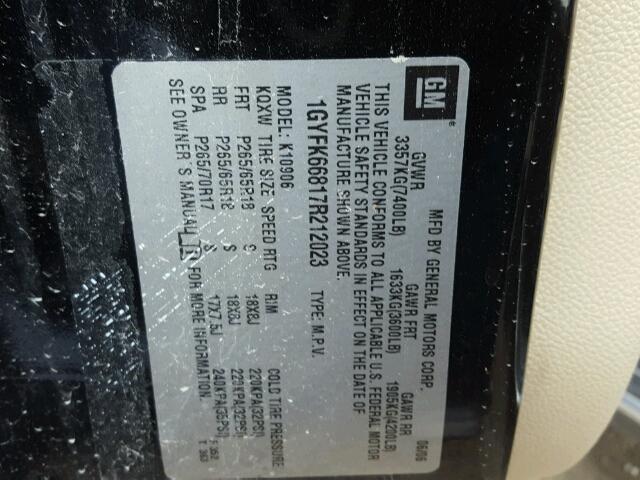 GM
®
MFD BY GENERAL MOTORS CORP. 06/06
GVWR GAWR FRT GAWR RR
3357KG(7400LB) 1633KG(3600LB) 1905KG(4200LB)
THIS VEHICLE CONFORMS TO ALL APPLICABLE U.S. FEDERAL MOTOR
VEHICLE SAFETY STANDARDS IN EFFECT ON THE DATE OF
MANUFACTURE SHOWN ABOVE.
1GYFK66817R212023 TYPE: M.P.V.
MODEL: K10906
KQXW TIRE SIZE SPEED RTG RIM COLD TIRE PRESSURE
FRT P265/65R18 S 18X8J 220KPA(32PSI)
RR P265/65R18 S 18X8J 220KPA(32PSI)
SPA P265/70R17 S 17X7.5J 240KPA(35PSI)
SEE OWNER'S MANUAL FOR MORE INFORMATION.